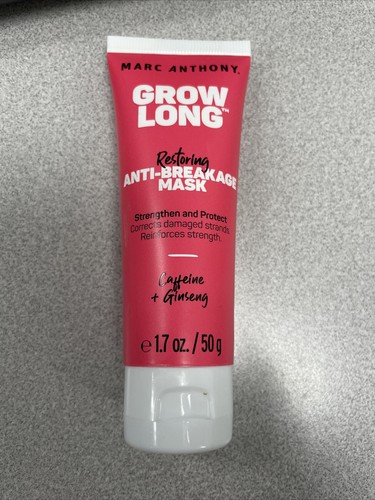 MARC ANTHONY.
GROW
LONG™
Restoring
ANTI-BREAKAGE
MASK
Strengthen and Protect
Corrects damaged strands.
Reinforces strength.
Caffeine
+ Ginseng
℮ 1.7 oz. / 50 g